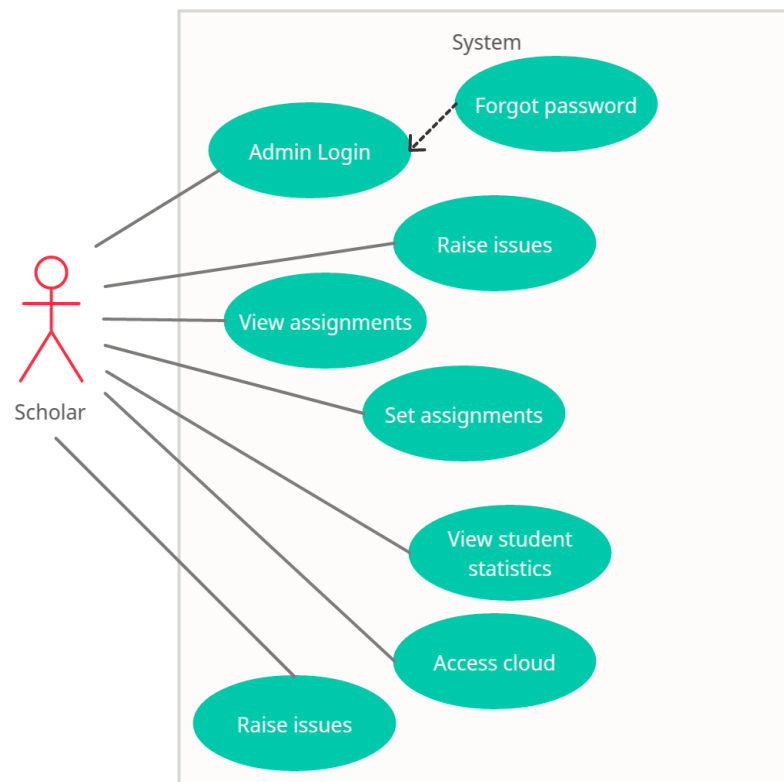 System
Forgot password
Admin Login
Raise issues
View assignments
Scholar
Set assignments
View student
statistics
Access cloud
Raise issues